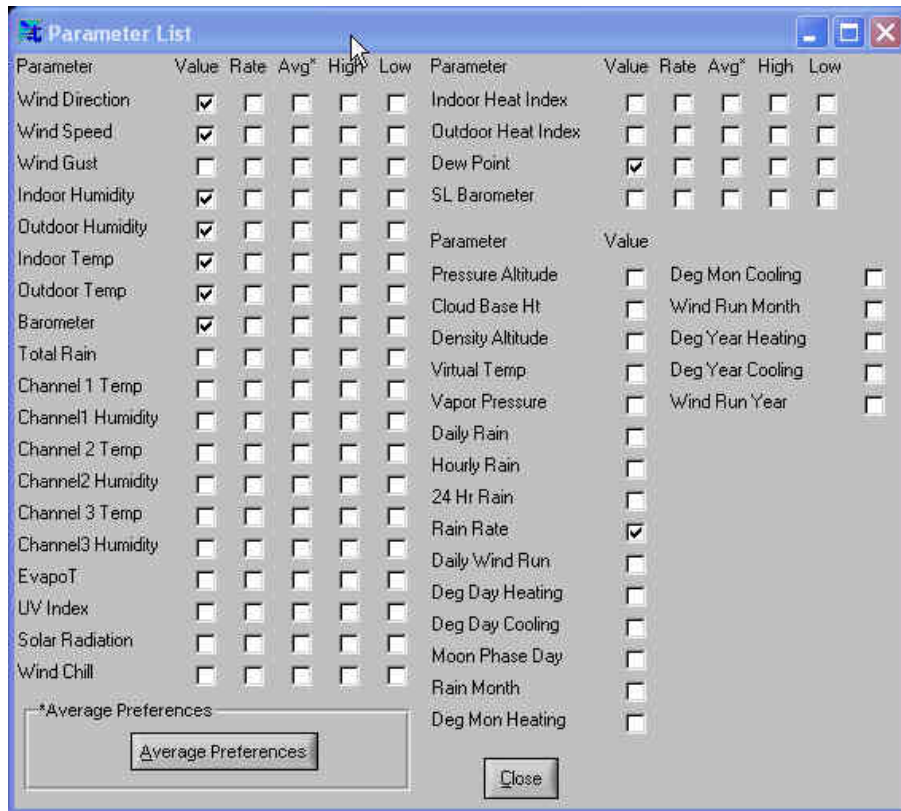 Parameter List
Parameter Value Rate Avg* High Low
Wind Direction
Wind Speed
Wind Gust
Indoor Humidity
Outdoor Humidity
Indoor Temp
Outdoor Temp
Barometer
Total Rain
Channel 1 Temp
Channel1 Humidity
Channel 2 Temp
Channel2 Humidity
Channel 3 Temp
Channel3 Humidity
EvapoT
UV Index
Solar Radiation
Wind Chill
*Average Preferences
Average Preferences
Parameter Value Rate Avg* High Low
Indoor Heat Index
Outdoor Heat Index
Dew Point
SL Barometer
Parameter Value
Pressure Altitude
Cloud Base Ht
Density Altitude
Virtual Temp
Vapor Pressure
Daily Rain
Hourly Rain
24 Hr Rain
Rain Rate
Daily Wind Run
Deg Day Heating
Deg Day Cooling
Moon Phase Day
Rain Month
Deg Mon Heating
Deg Mon Cooling
Wind Run Month
Deg Year Heating
Deg Year Cooling
Wind Run Year
Close